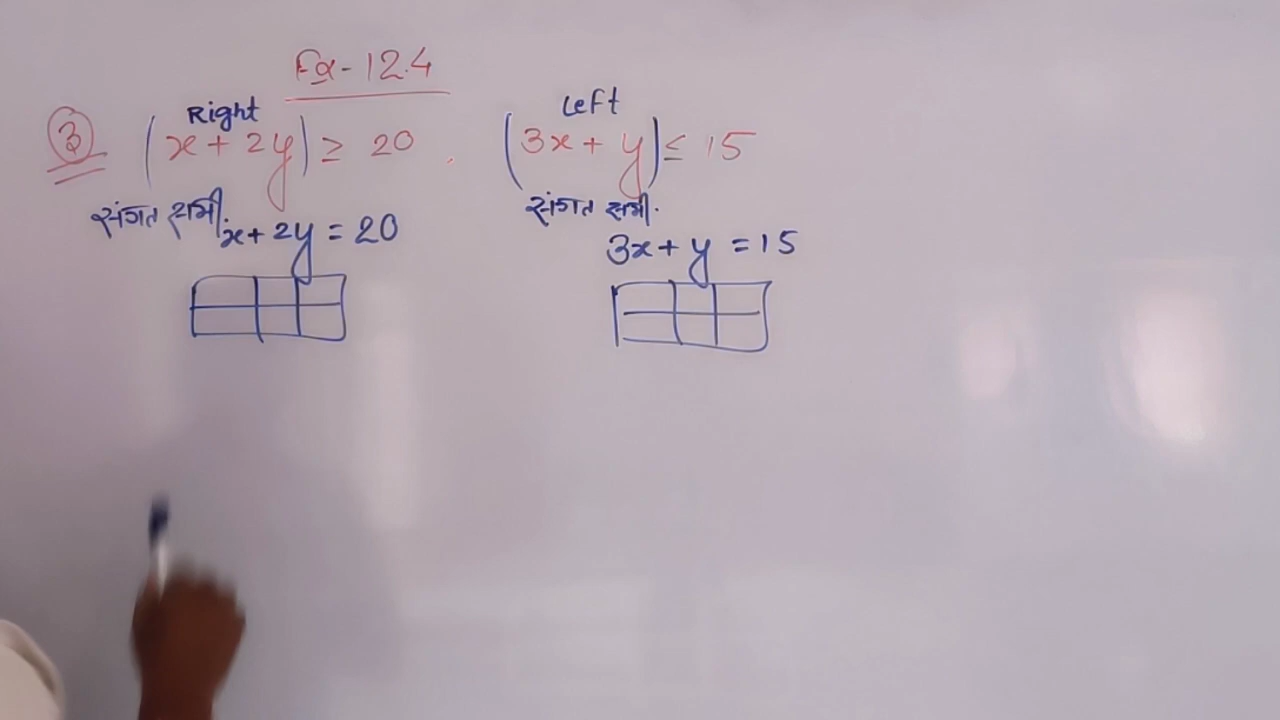 Ex - 12.4
Right Left
③ (x + 2y) ≥ 20 , (3x + y) ≤ 15
संगत समी. संगत समी.
x + 2y = 20 3x + y = 15